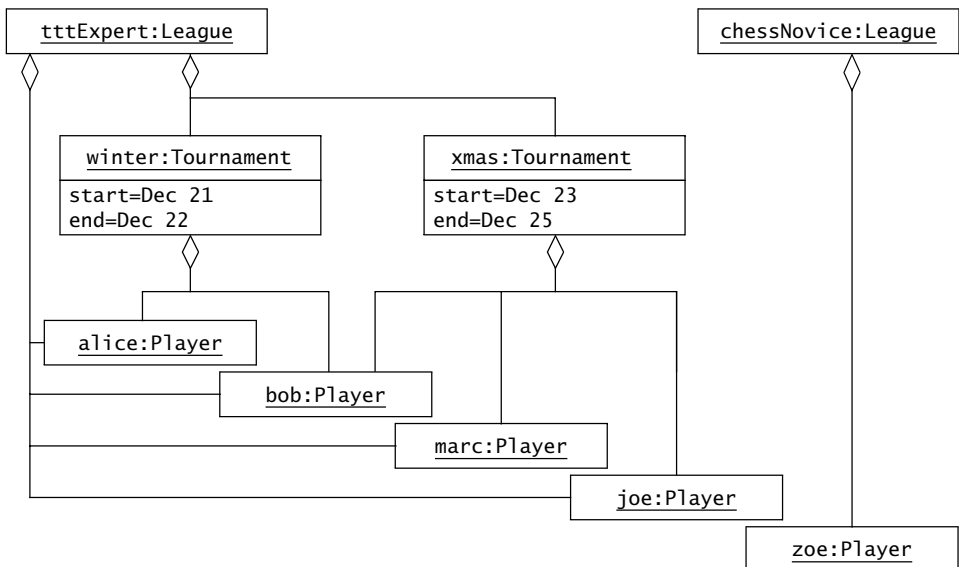 tttExpert:League
chessNovice:League
winter:Tournament
xmas:Tournament
start=Dec 21
end=Dec 22
start=Dec 23
end=Dec 25
alice:Player
bob:Player
marc:Player
joe:Player
zoe:Player